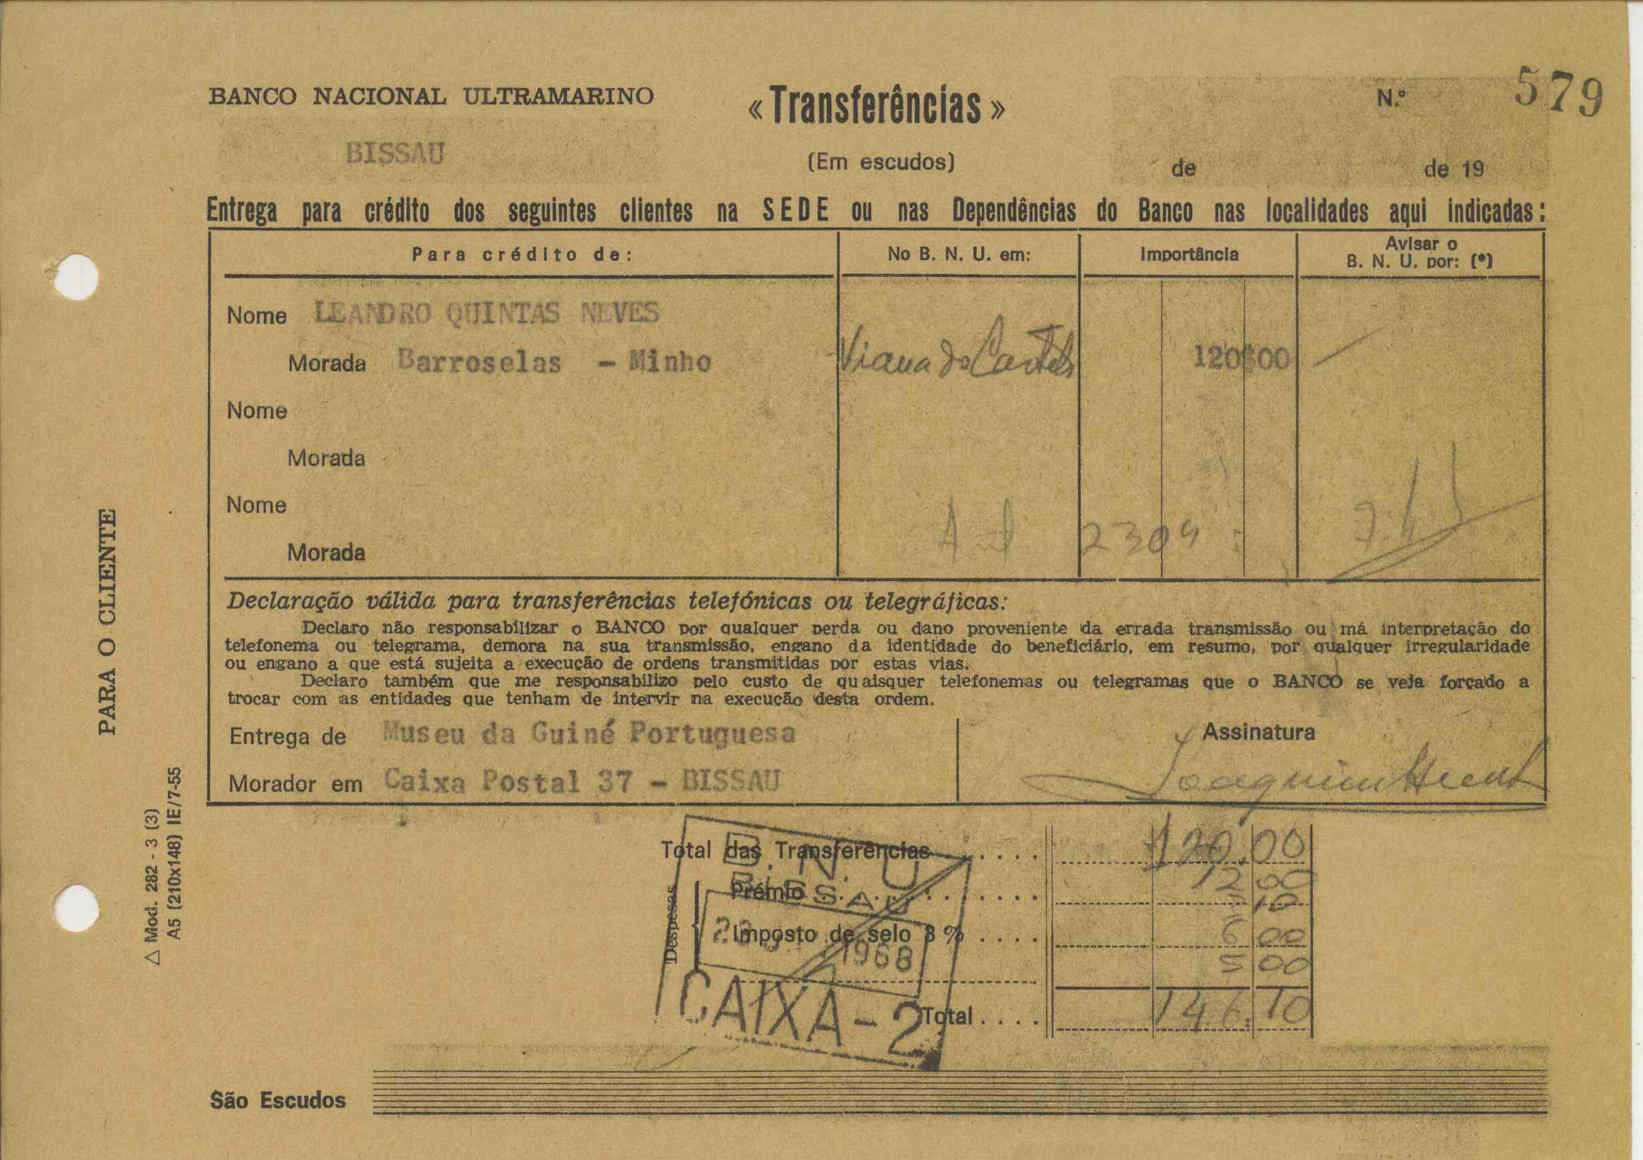 BANCO NACIONAL ULTRAMARINO
«Transferências»
N.º 579
BISSAU
(Em escudos)
de de 19
Entrega para crédito dos seguintes clientes na SEDE ou nas Dependências do Banco nas localidades aqui indicadas:
Para crédito de: No B. N. U. em: Importância Avisar o B. N. U. por: (*)
Nome LEANDRO QUINTAS NEVES
Morada Barroselas - Minho Viana do Castelo 120$00
Nome
Morada
Nome
Morada 2304
Declaração válida para transferências telefónicas ou telegráficas:
Declaro não responsabilizar o BANCO por qualquer perda ou dano proveniente da errada transmissão ou má interpretação do
telefonema ou telegrama, demora na sua transmissão, engano da identidade do beneficiário, em resumo, por qualquer irregularidade
ou engano a que está sujeita a execução de ordens transmitidas por estas vias.
Declaro também que me responsabilizo pelo custo de quaisquer telefonemas ou telegramas que o BANCO se veja forçado a
trocar com as entidades que tenham de intervir na execução desta ordem.
Entrega de Museu da Guiné Portuguesa
Assinatura
Morador em Caixa Postal 37 - BISSAU
Joaquim
Total das Transferências 120.00
Despesas
Prémio 12 00
10
Imposto de selo 3% 6 00
5 00
Total 146.10
B. N. U
BISSAU
1968
CAIXA - 2
São Escudos
PARA O CLIENTE
△ Mod. 282 - 3 (3)
A5 (210x148) IE/7-55